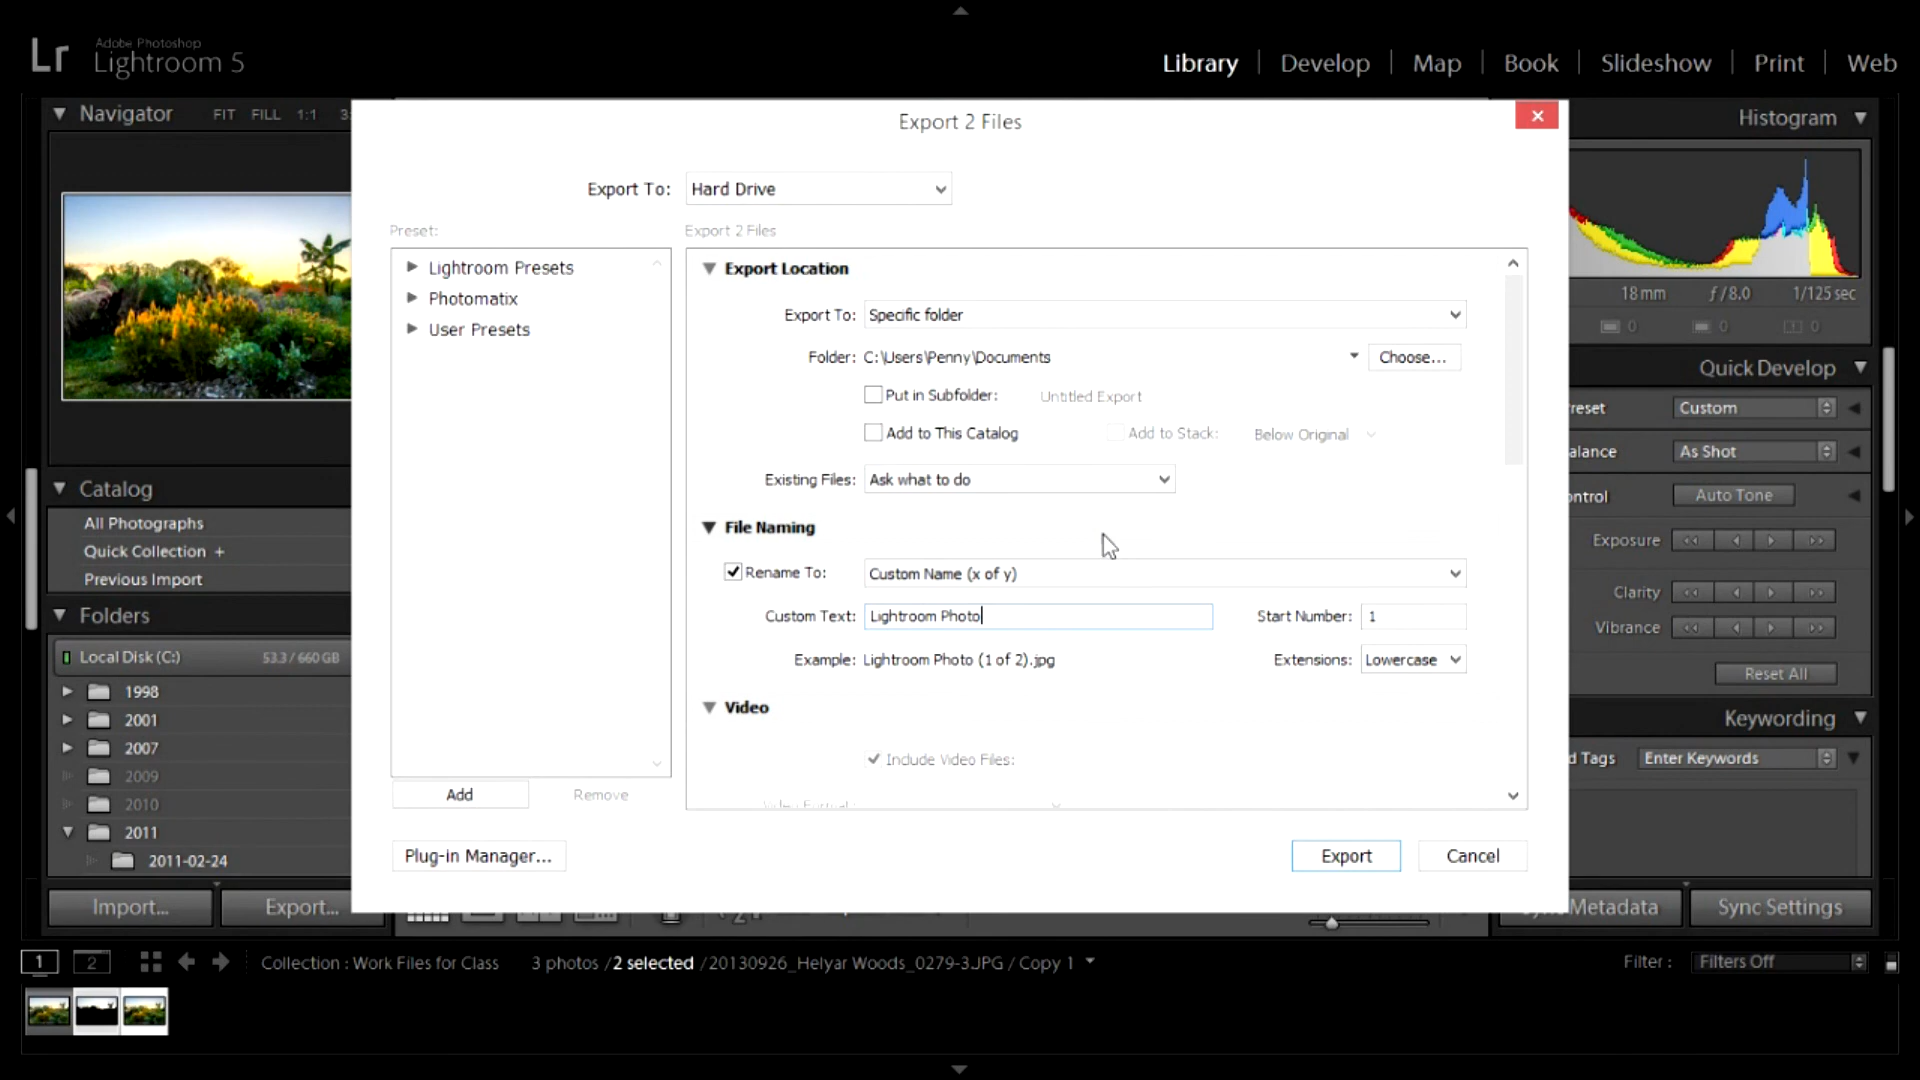 Lr Adobe Photoshop
Lightroom 5
Library | Develop | Map | Book | Slideshow | Print | Web
Navigator FIT FILL 1:1
Export 2 Files
Histogram
Export To: Hard Drive
Preset:
Export 2 Files
Lightroom Presets
Photomatix
User Presets
Add
Remove
Export Location
Export To: Specific folder
Folder: C:\Users\Penny\Documents Choose...
Put in Subfolder: Untitled Export
Add to This Catalog Add to Stack: Below Original
Existing Files: Ask what to do
File Naming
Rename To: Custom Name (x of y)
Custom Text: Lightroom Photo Start Number: 1
Example: Lightroom Photo (1 of 2).jpg Extensions: Lowercase
Video
Include Video Files:
Plug-in Manager...
Export
Cancel
18mm ƒ/8.0 1/125 sec
0 0 0
Quick Develop
reset Custom
alance As Shot
ontrol Auto Tone
Exposure
Clarity
Vibrance
Reset All
Keywording
d Tags Enter Keywords
Catalog
All Photographs
Quick Collection +
Previous Import
Folders
Local Disk (C:) 53.3 / 660 GB
1998
2001
2007
2009
2010
2011
2011-02-24
Import...
Export...
Metadata
Sync Settings
1 2 Collection : Work Files for Class 3 photos / 2 selected / 20130926_Helyar Woods_0279-3.JPG / Copy 1
Filter : Filters Off